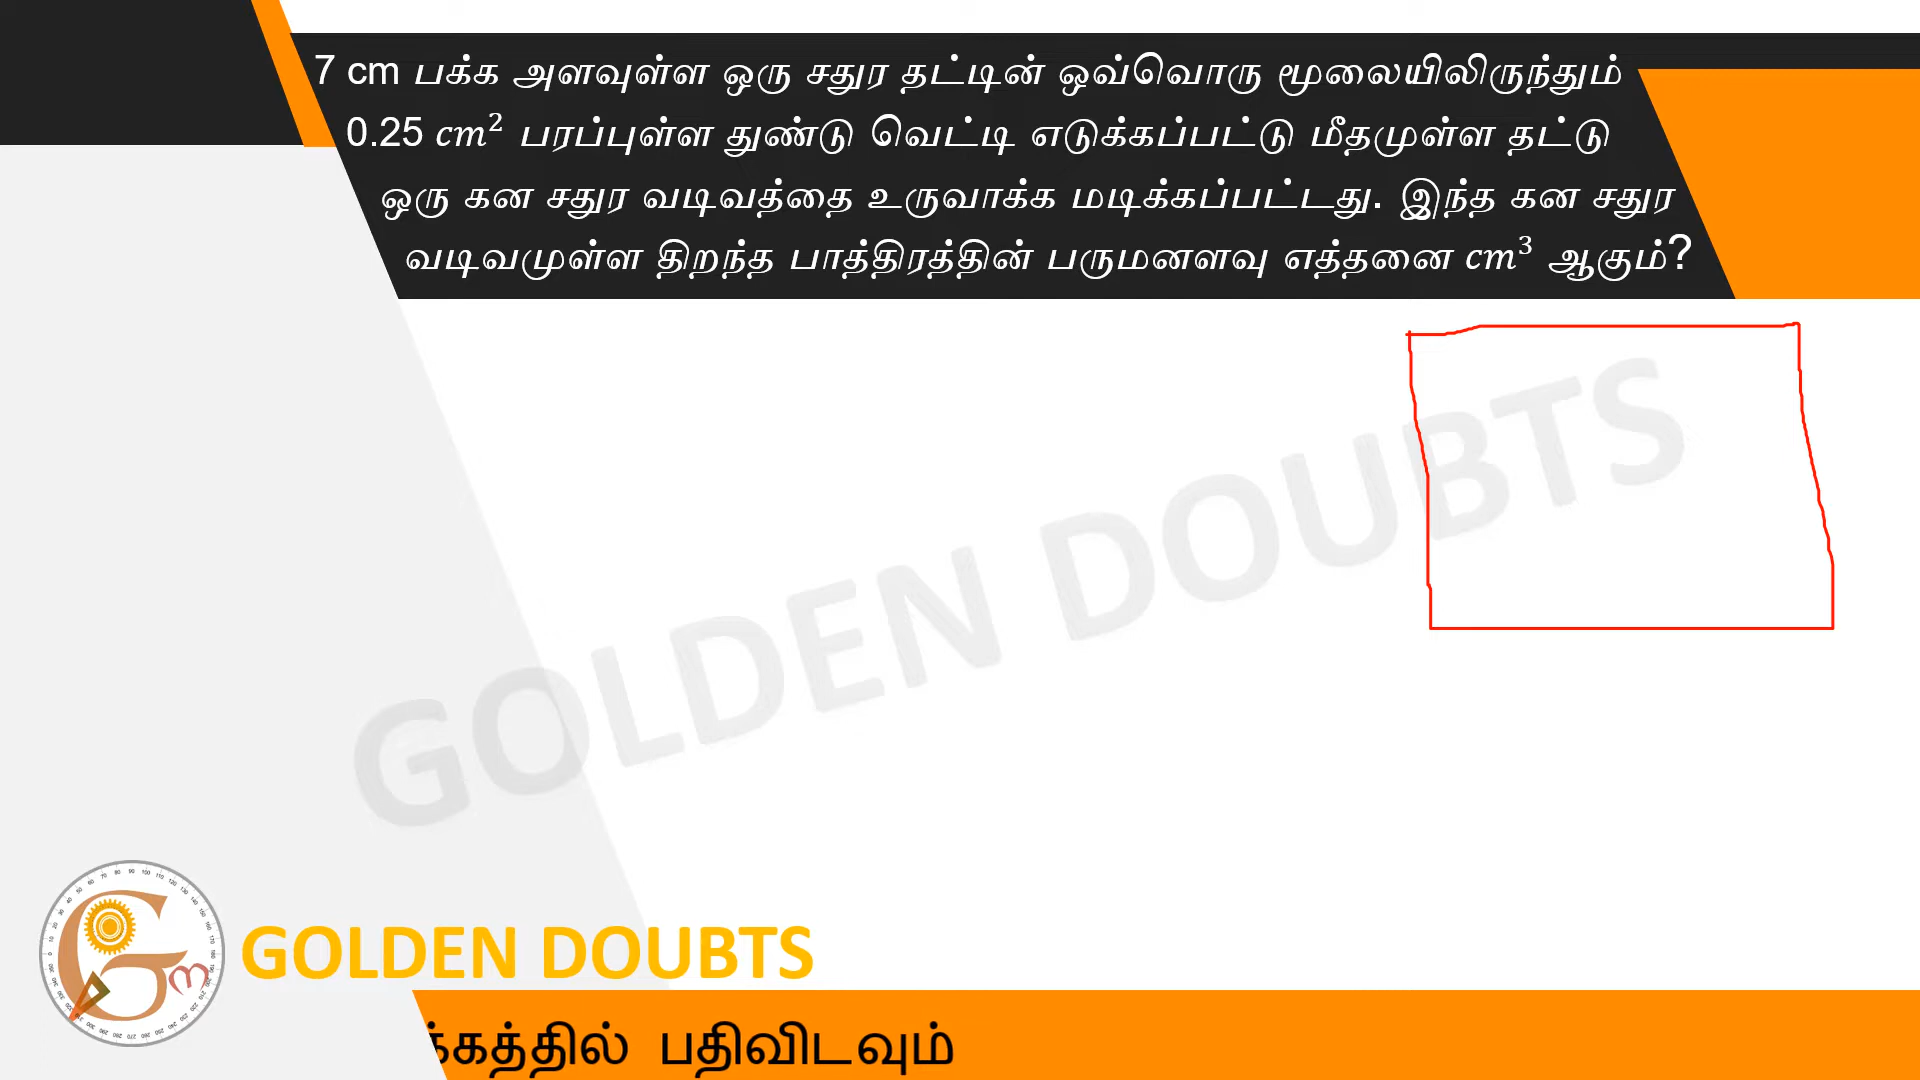 7 cm பக்க அளவுள்ள ஒரு சதுர தட்டின் ஒவ்வொரு மூலையிலிருந்தும்
0.25 cm² பரப்புள்ள துண்டு வெட்டி எடுக்கப்பட்டு மீதமுள்ள தட்டு
ஒரு கன சதுர வடிவத்தை உருவாக்க மடிக்கப்பட்டது. இந்த கன சதுர
வடிவமுள்ள திறந்த பாத்திரத்தின் பருமனளவு எத்தனை cm³ ஆகும்?
GOLDEN DOUBTS
GOLDEN DOUBTS
க்கத்தில் பதிவிடவும்